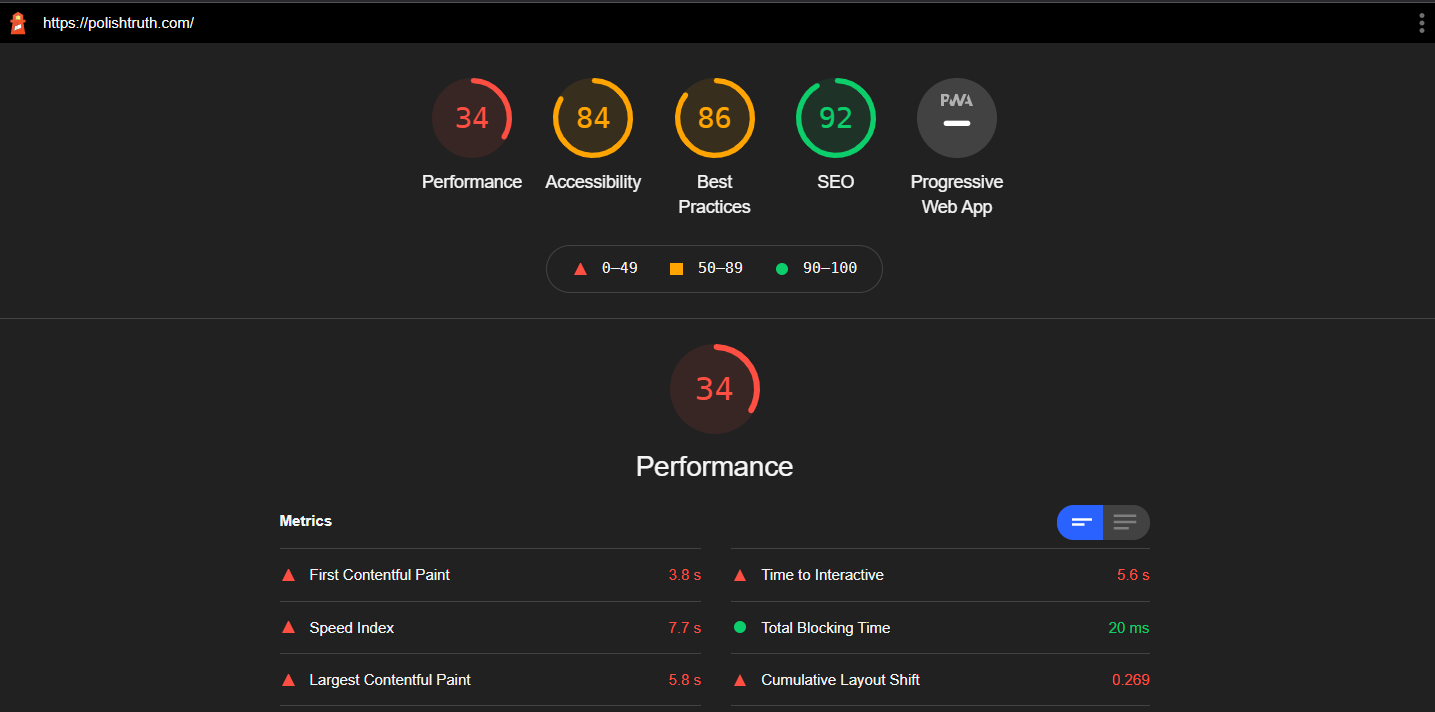 https://polishtruth.com/
34
84
86
92
PWA
Performance
Accessibility
Best
Practices
SEO
Progressive
Web App
0–49
50–89
90–100
34
Performance
Metrics
First Contentful Paint 3.8 s
Time to Interactive 5.6 s
Speed Index 7.7 s
Total Blocking Time 20 ms
Largest Contentful Paint 5.8 s
Cumulative Layout Shift 0.269